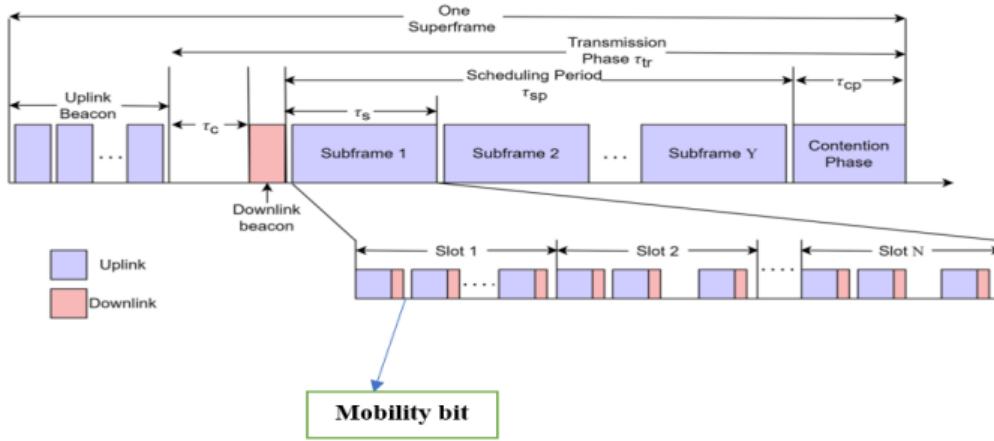 One
Superframe
Transmission
Phase τtr
Scheduling Period
τsp
τcp
Uplink
Beacon
τc
τs
Subframe 1
Subframe 2
...
Subframe Y
Contention
Phase
Downlink
beacon
Slot 1
Slot 2
Slot N
Uplink
Downlink
Mobility bit